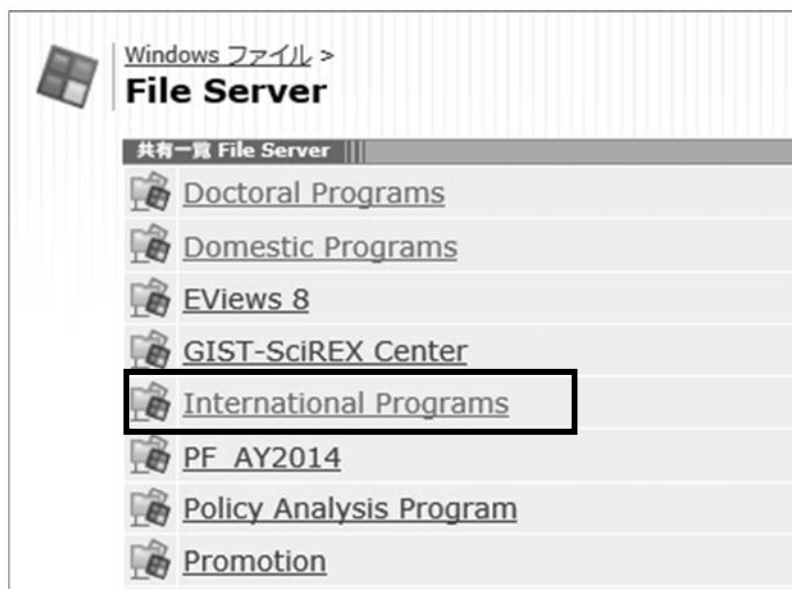 Windows ファイル >
File Server
共有一覧 File Server
Doctoral Programs
Domestic Programs
EViews 8
GIST-SciREX Center
International Programs
PF_AY2014
Policy Analysis Program
Promotion